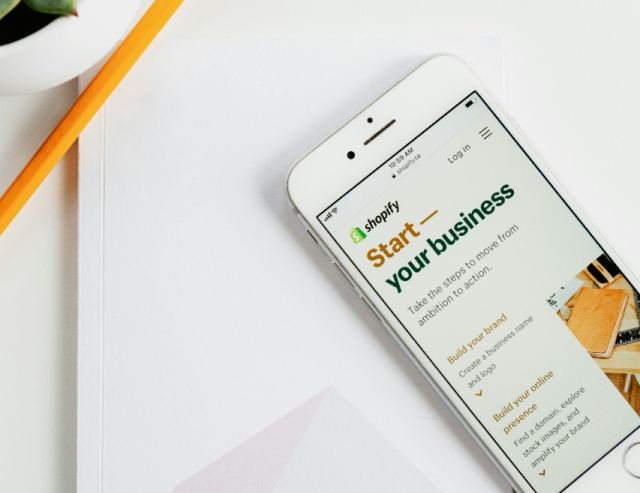 10:59 AM
shopify.ca
shopify
Log in
Start —
your business
Take the steps to move from
ambition to action.
Build your brand
Create a business name
and logo
Build your online
presence
Find a domain, explore
stock images, and
amplify your brand